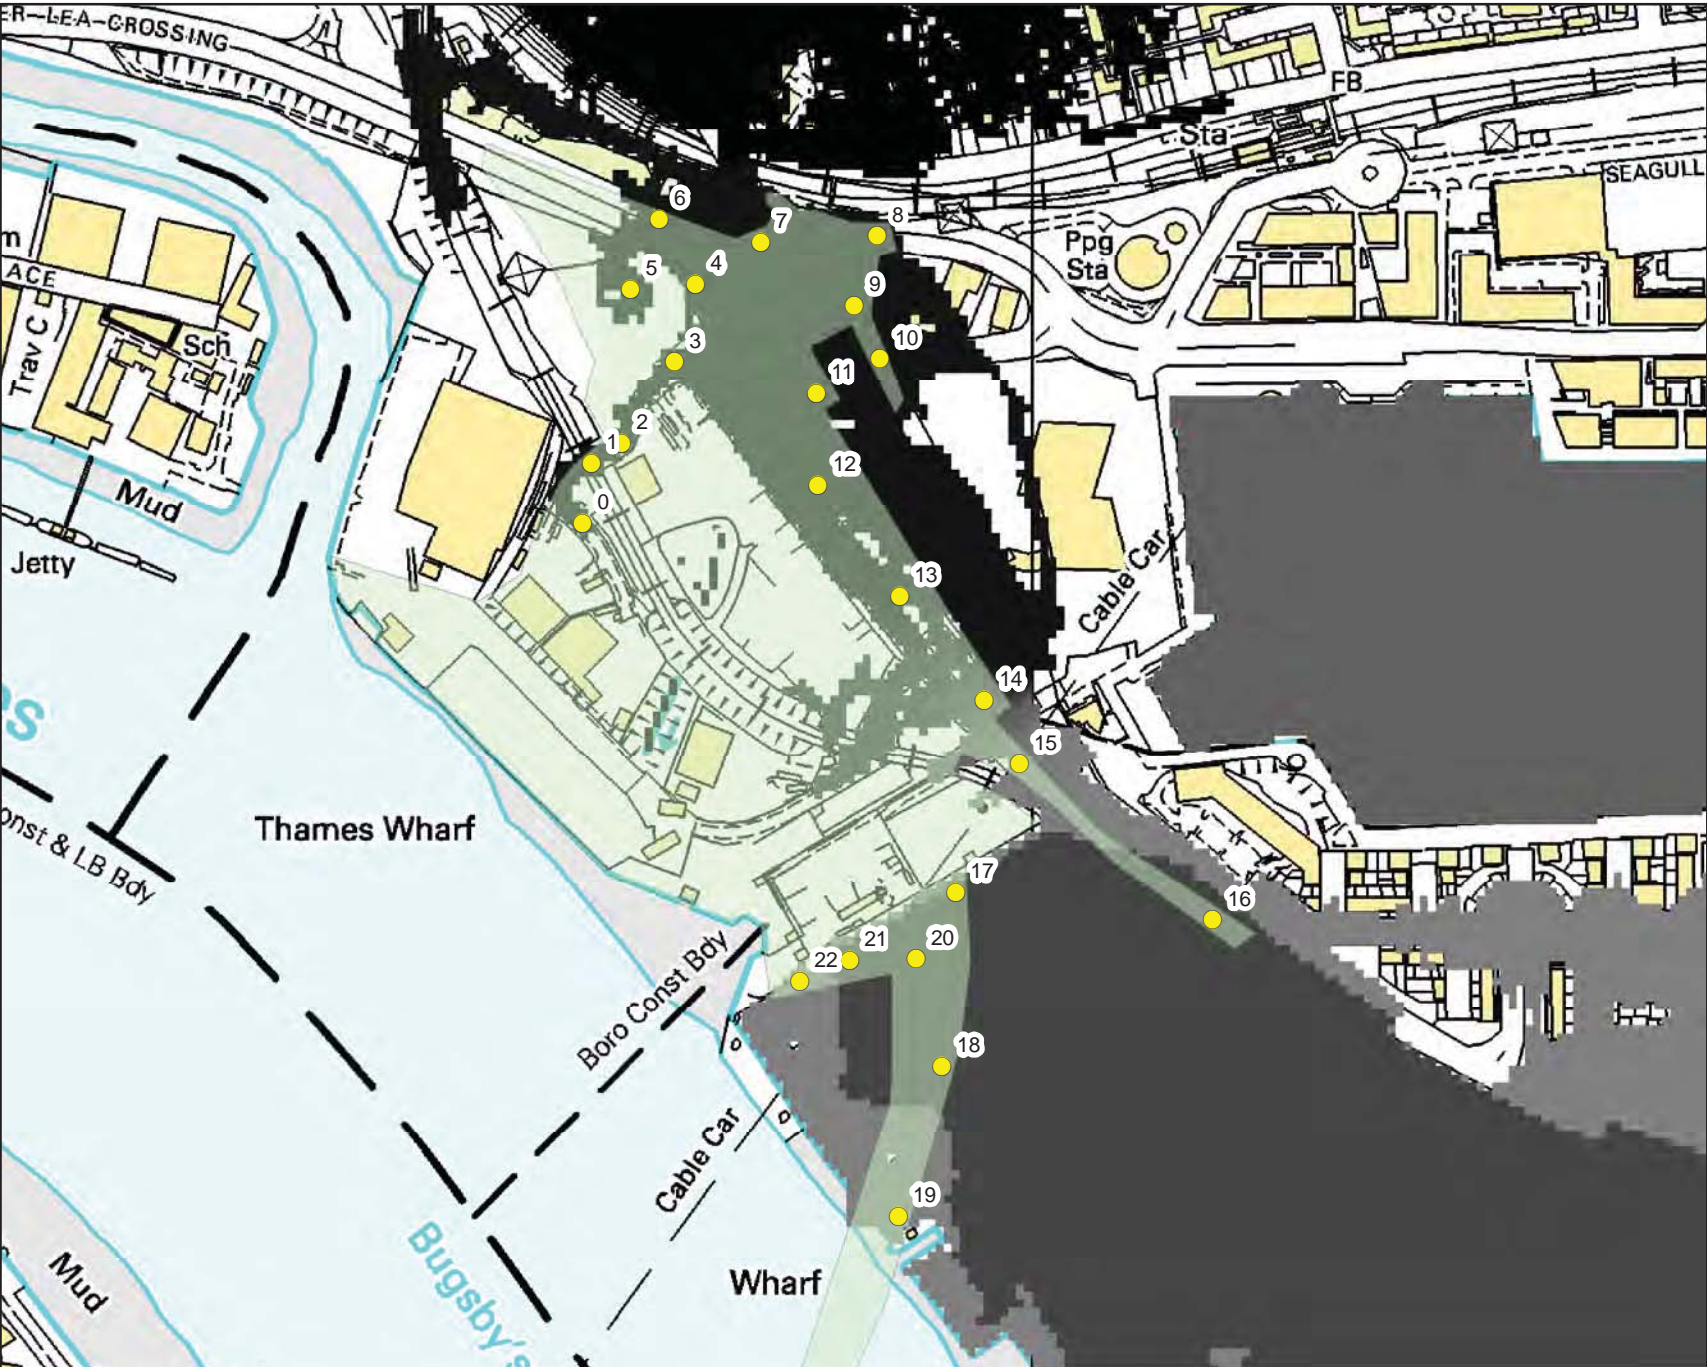 ER-LEA-CROSSING
FB
Sta
SEAGULL
6
7
8
Ppg
Sta
m
ACE
5
4
9
Trav C
Sch
3
10
11
2
1
12
0
Mud
Jetty
13
Cable Car
14
15
Thames Wharf
onst & LB Bdy
17
16
21
20
22
Boro Const Bdy
18
Cable Car
19
Wharf
Bugsby's
Mud